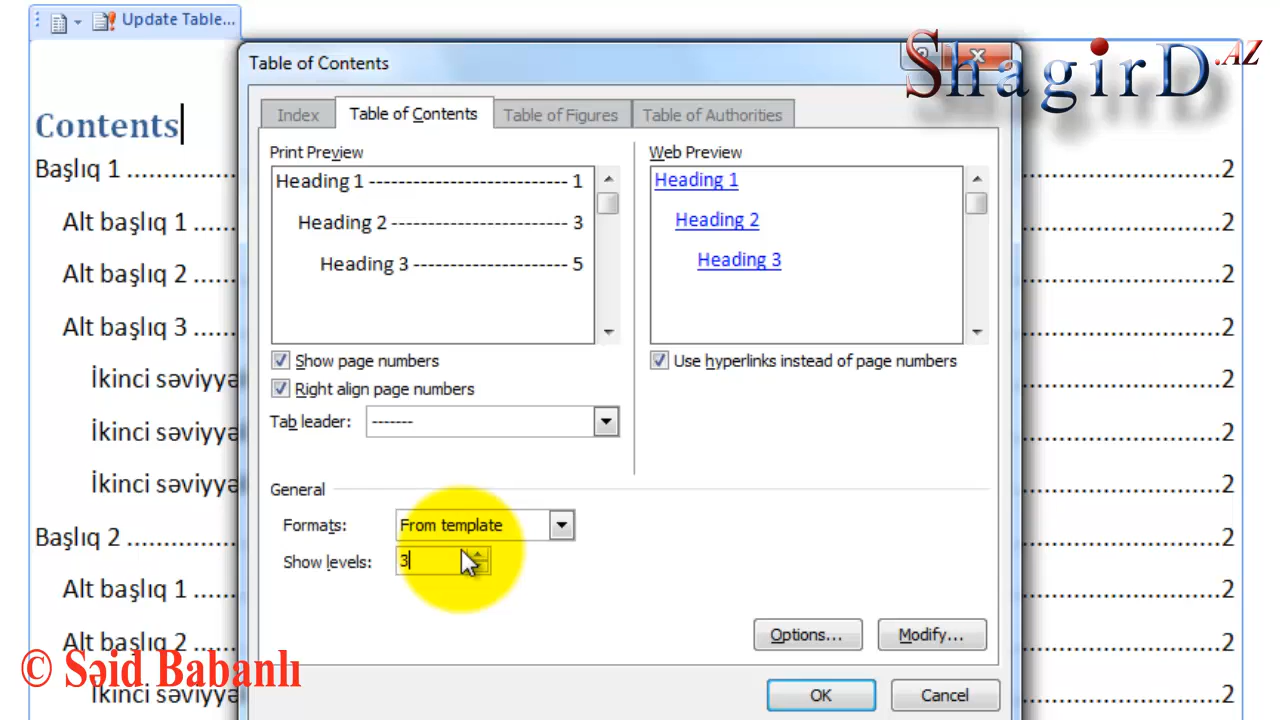 Update Table...
ShagirD.AZ
Table of Contents
Index
Table of Contents
Table of Figures
Table of Authorities
Contents
Print Preview
Heading 1 ---------------------------- 1
Heading 2 ------------------------- 3
Heading 3 ---------------------- 5
Web Preview
Heading 1
Heading 2
Heading 3
Show page numbers
Right align page numbers
Use hyperlinks instead of page numbers
Tab leader: -------
General
Formats: From template
Show levels: 3
Options...
Modify...
OK
Cancel
Başlıq 1 ............2
Alt başlıq 1 ............2
Alt başlıq 2 ............2
Alt başlıq 3 ............2
İkinci səviyyə ............2
İkinci səviyyə ............2
İkinci səviyyə ............2
Başlıq 2 ............2
Alt başlıq 1 ............2
Alt başlıq 2 ............2
İkinci səviyyə ............2
© Səid Babanlı